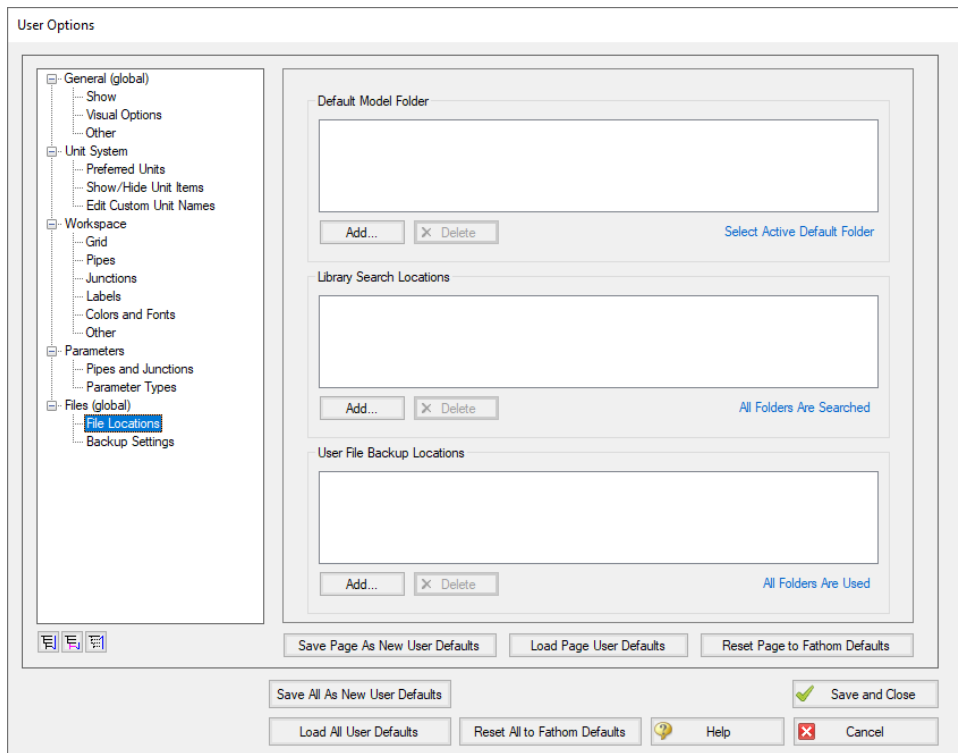 User Options
General (global)
Show
Visual Options
Other
Unit System
Preferred Units
Show/Hide Unit Items
Edit Custom Unit Names
Workspace
Grid
Pipes
Junctions
Labels
Colors and Fonts
Other
Parameters
Pipes and Junctions
Parameter Types
Files (global)
File Locations
Backup Settings
Default Model Folder
Add... Delete Select Active Default Folder
Library Search Locations
Add... Delete All Folders Are Searched
User File Backup Locations
Add... Delete All Folders Are Used
Save Page As New User Defaults Load Page User Defaults Reset Page to Fathom Defaults
Save All As New User Defaults Save and Close
Load All User Defaults Reset All to Fathom Defaults Help Cancel